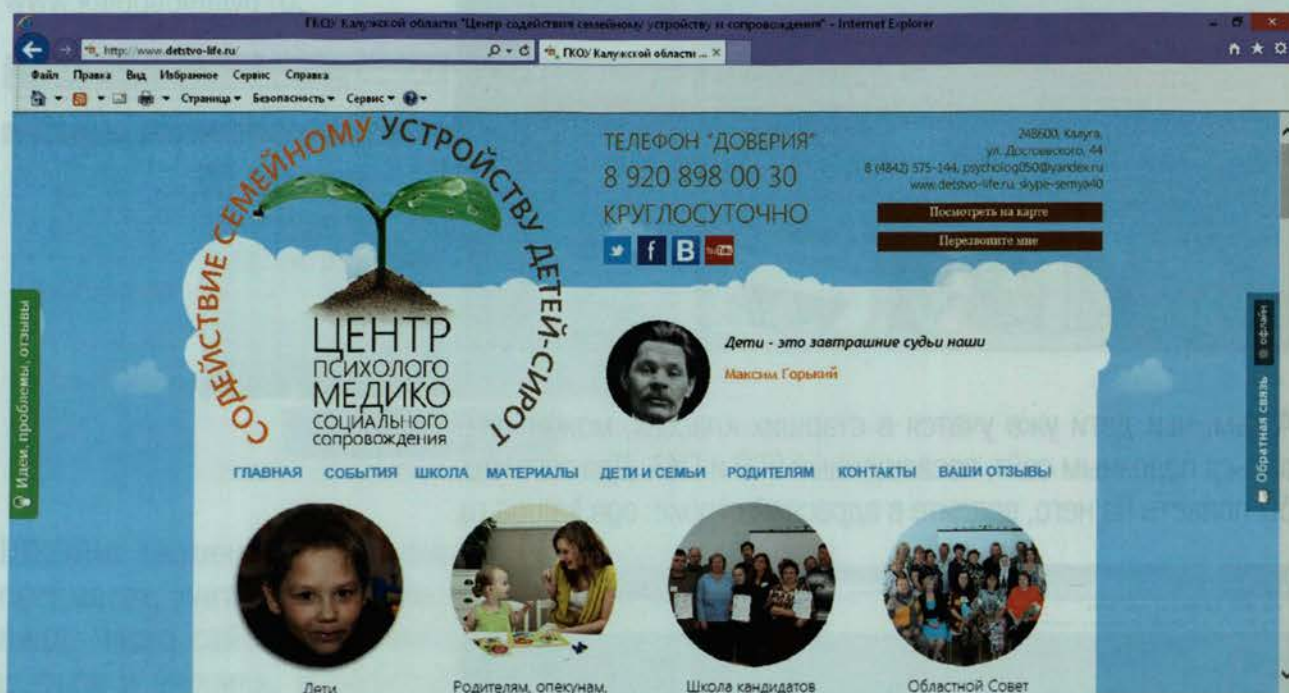 ГКОУ Калужской области "Центр содействия семейному устройству и сопровождения" - Internet Explorer
http://www.detstvo-life.ru/
ГКОУ Калужской области ...
Файл Правка Вид Избранное Сервис Справка
Страница Безопасность Сервис
СОДЕЙСТВИЕ СЕМЕЙНОМУ УСТРОЙСТВУ ДЕТЕЙ-СИРОТ
ЦЕНТР
ПСИХОЛОГО
МЕДИКО
СОЦИАЛЬНОГО
сопровождения
ТЕЛЕФОН "ДОВЕРИЯ"
8 920 898 00 30
КРУГЛОСУТОЧНО
248600, Калуга,
ул. Достоевского, 44
8 (4842) 575-144, psycholog050@yandex.ru
www.detstvo-life.ru, skype-semya40
Посмотреть на карте
Перезвоните мне
Дети - это завтрашние судьи наши
Максим Горький
Идеи, проблемы, отзывы
Обратная связь офлайн
ГЛАВНАЯ СОБЫТИЯ ШКОЛА МАТЕРИАЛЫ ДЕТИ И СЕМЬИ РОДИТЕЛЯМ КОНТАКТЫ ВАШИ ОТЗЫВЫ
Дети Родителям, опекунам, Школа кандидатов Областной Совет